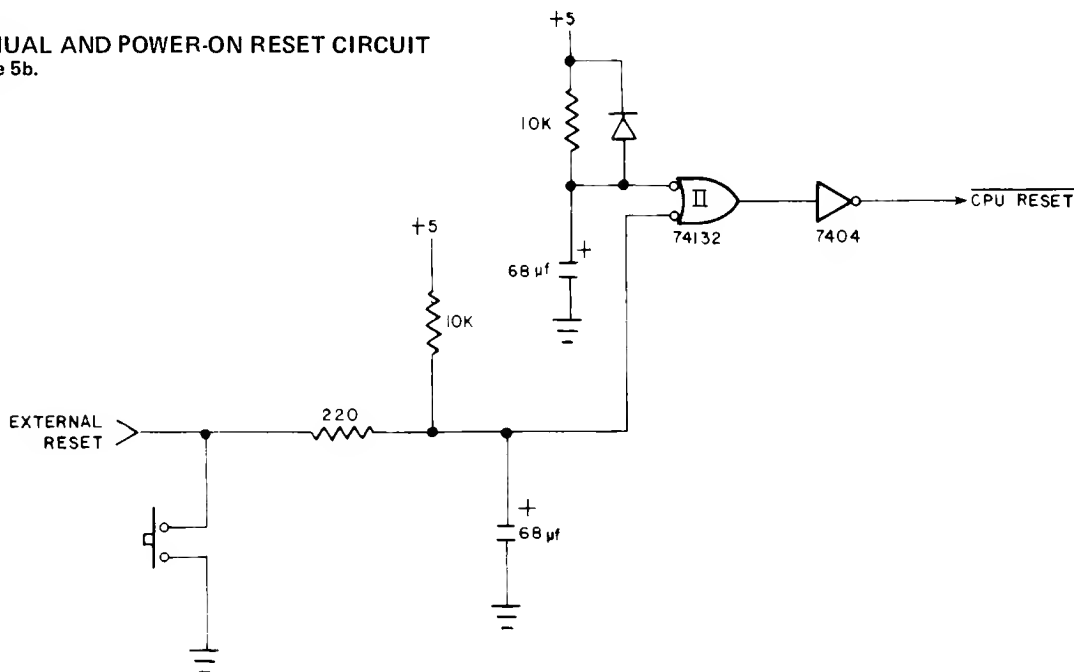 AND POWER-ON RESET CIRCUIT
5b.
+5
10K
74132
7404
CPU RESET
+
68 µf
+5
10K
EXTERNAL
RESET
220
+
68 µf